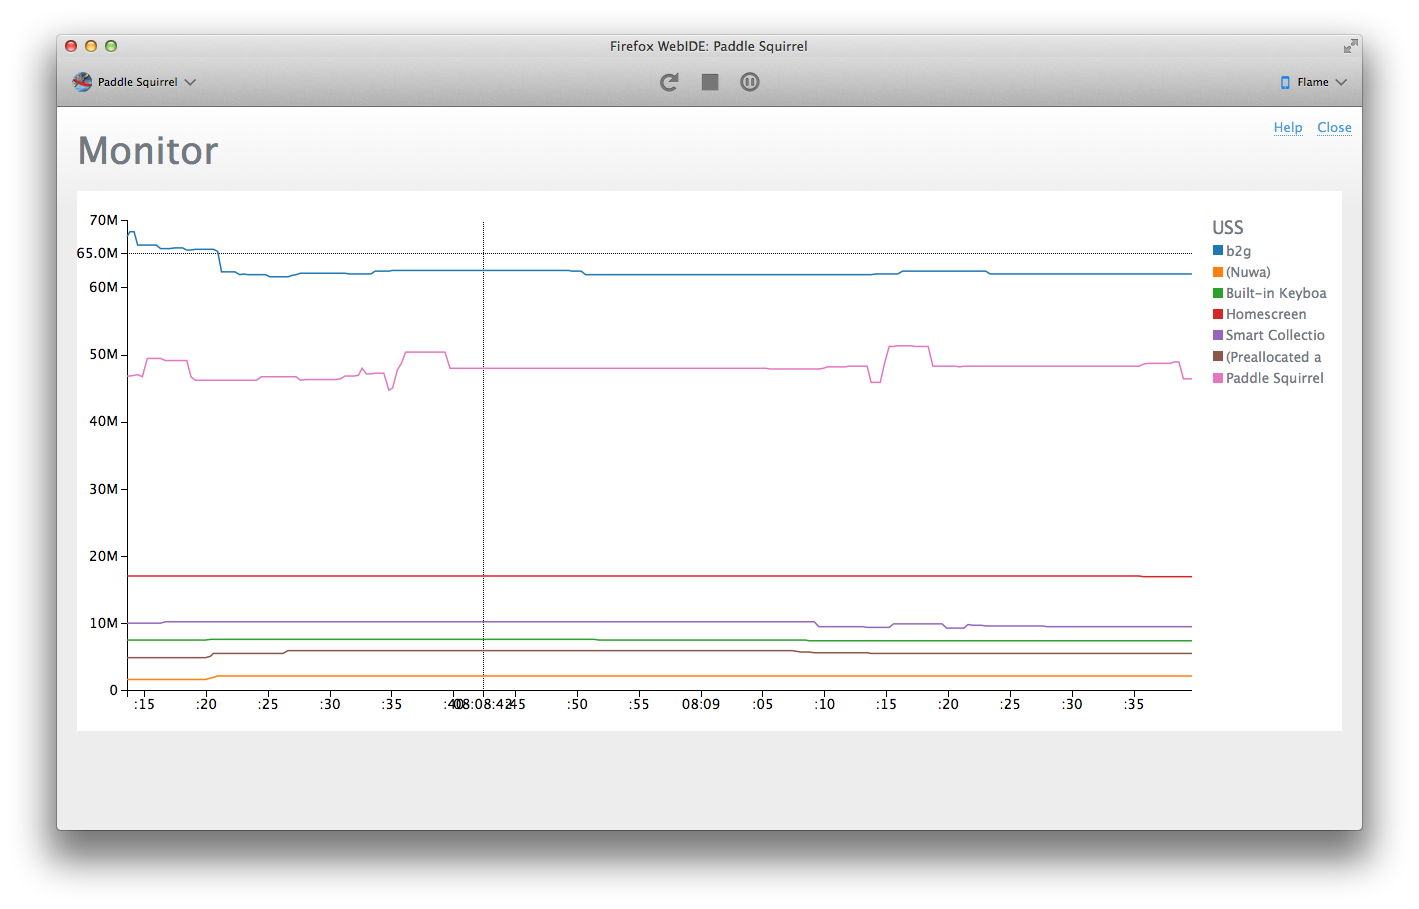 Firefox WebIDE: Paddle Squirrel
Paddle Squirrel
Flame
Help Close
Monitor
70M
65.0M
60M
50M
40M
30M
20M
10M
0
:15 :20 :25 :30 :35 :40 08:08:42 :45 :50 :55 08:09 :05 :10 :15 :20 :25 :30 :35
USS
b2g
(Nuwa)
Built-in Keyboa
Homescreen
Smart Collectio
(Preallocated a
Paddle Squirrel